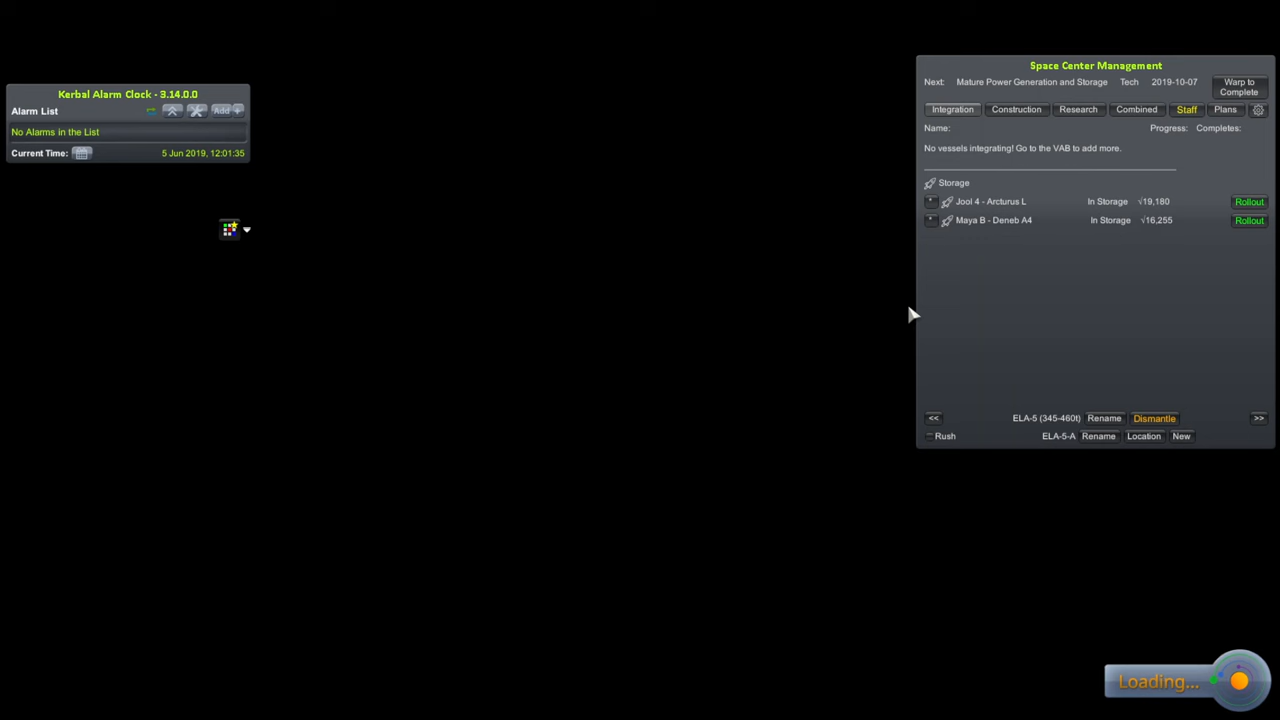 Kerbal Alarm Clock - 3.14.0.0
Alarm List Add +
No Alarms in the List
Current Time: 5 Jun 2019, 12:01:35
Space Center Management
Next: Mature Power Generation and Storage Tech 2019-10-07 Warp to Complete
Integration Construction Research Combined Staff Plans
Name: Progress: Completes:
No vessels integrating! Go to the VAB to add more.
Storage
* Jool 4 - Arcturus L In Storage √19,180 Rollout
* Maya B - Deneb A4 In Storage √16,255 Rollout
<< ELA-5 (345-460t) Rename Dismantle >>
Rush ELA-5-A Rename Location New
Loading...